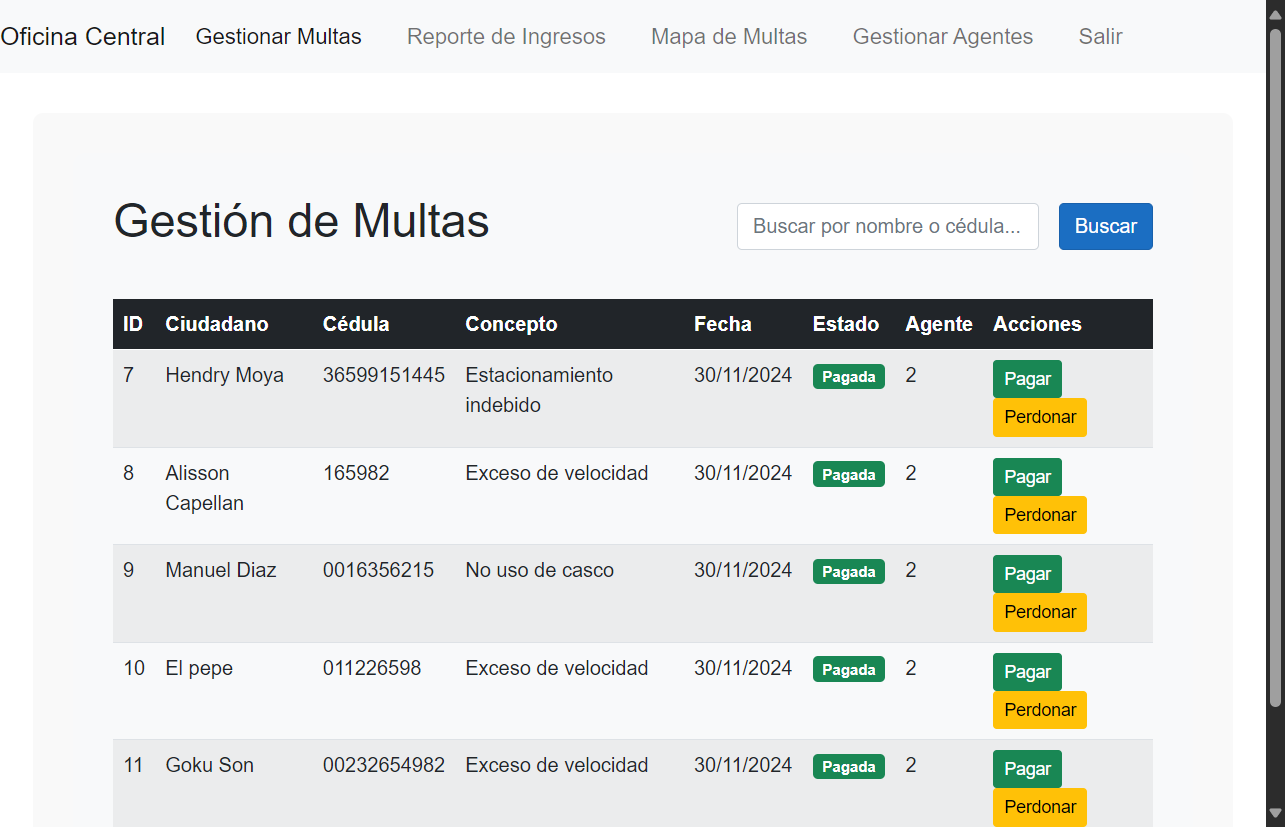 Oficina Central Gestionar Multas Reporte de Ingresos Mapa de Multas Gestionar Agentes Salir
Gestión de Multas Buscar por nombre o cédula... Buscar
ID Ciudadano Cédula Concepto Fecha Estado Agente Acciones
7 Hendry Moya 36599151445 Estacionamiento 30/11/2024 Pagada 2 Pagar
indebido Perdonar
8 Alisson 165982 Exceso de velocidad 30/11/2024 Pagada 2 Pagar
Capellan Perdonar
9 Manuel Diaz 0016356215 No uso de casco 30/11/2024 Pagada 2 Pagar
Perdonar
10 El pepe 011226598 Exceso de velocidad 30/11/2024 Pagada 2 Pagar
Perdonar
11 Goku Son 00232654982 Exceso de velocidad 30/11/2024 Pagada 2 Pagar
Perdonar